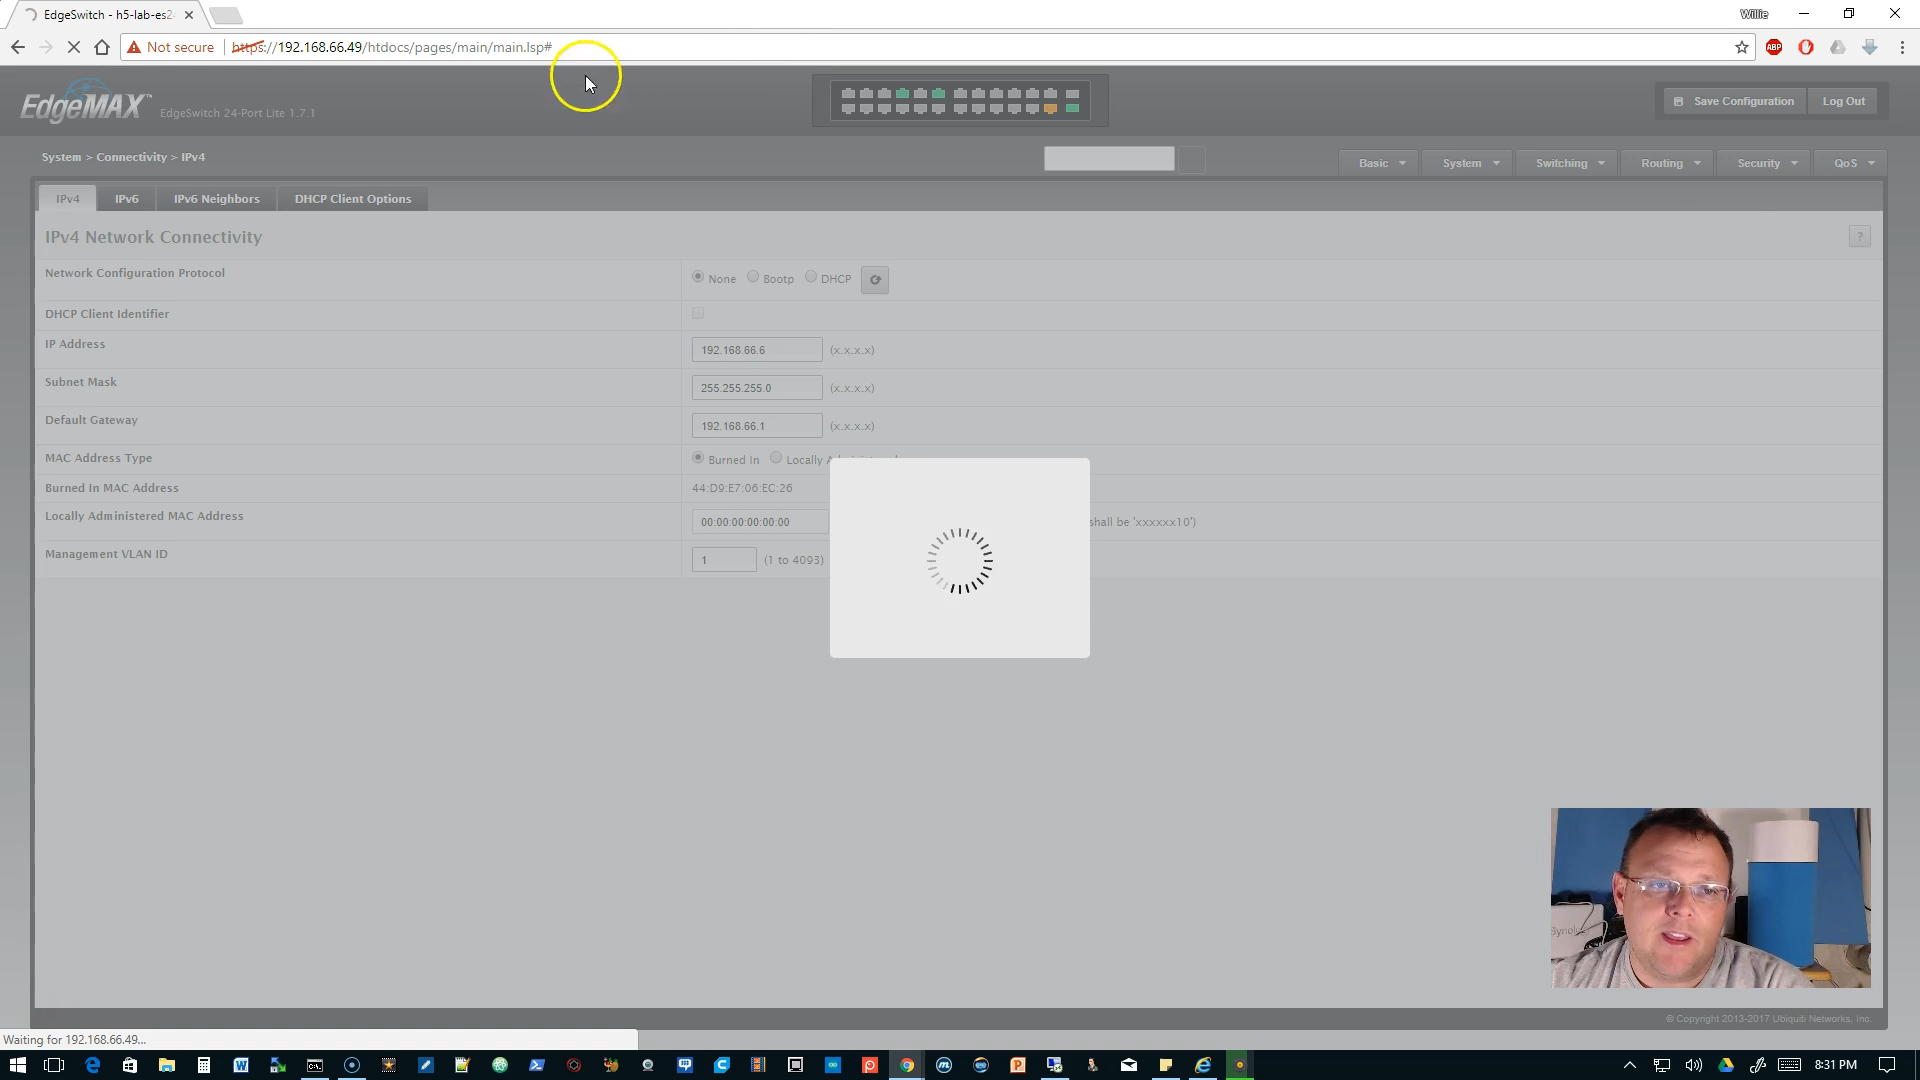 EdgeSwitch - h5-lab-es2
Willie
Not secure
https://192.168.66.49/htdocs/pages/main/main.lsp#
ABP
EdgeMAX™
EdgeSwitch 24-Port Lite 1.7.1
Save Configuration
Log Out
System > Connectivity > IPv4
Basic
System
Switching
Routing
Security
QoS
IPv4
IPv6
IPv6 Neighbors
DHCP Client Options
IPv4 Network Connectivity
?
Network Configuration Protocol
None
Bootp
DHCP
DHCP Client Identifier
IP Address
192.168.66.6
(x.x.x.x)
Subnet Mask
255.255.255.0
(x.x.x.x)
Default Gateway
192.168.66.1
(x.x.x.x)
MAC Address Type
Burned In
Locally
Burned In MAC Address
44:D9:E7:06:EC:26
Locally Administered MAC Address
00:00:00:00:00:00
shall be 'xxxxxx10')
Management VLAN ID
1
(1 to 4093)
Synology
© Copyright 2013-2017 Ubiquiti Networks, Inc.
Waiting for 192.168.66.49...
8:31 PM